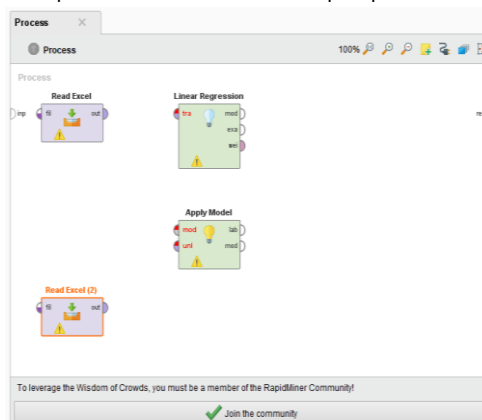 Process
Process
100%
Process
Read Excel
Linear Regression
inp
fil
out
tra
mod
exa
wei
re
Apply Model
mod
lab
unl
mod
Read Excel (2)
fil
out
To leverage the Wisdom of Crowds, you must be a member of the RapidMiner Community!
Join the community